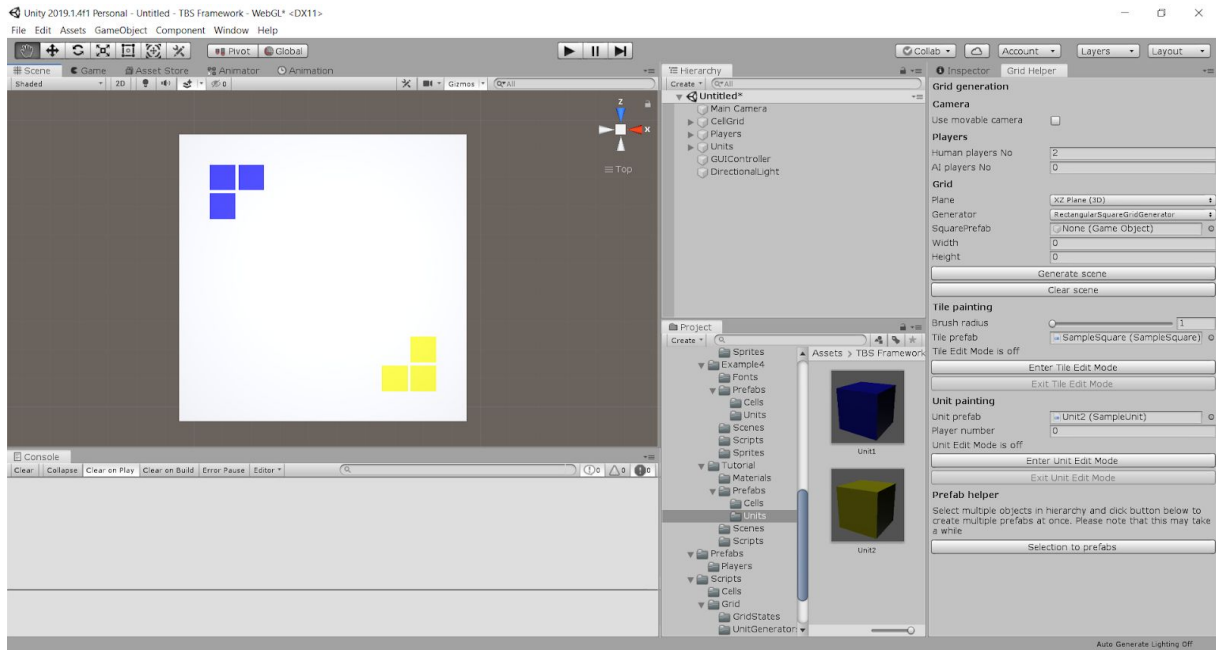 Unity 2019.1.4f1 Personal - Untitled - TBS Framework - WebGL* <DX11>
File Edit Assets GameObject Component Window Help
Pivot Global
Collab Account Layers Layout
Scene Game Asset Store Animator Animation
Shaded 2D 0 Gizmos All
z
x
Top
Hierarchy
Create All
Untitled*
Main Camera
CellGrid
Players
Units
GUIController
DirectionalLight
Project
Create
Sprites
Example4
Fonts
Prefabs
Cells
Units
Scenes
Scripts
Sprites
Tutorial
Materials
Prefabs
Cells
Units
Scenes
Scripts
Prefabs
Players
Scripts
Cells
Grid
GridStates
UnitGenerator
Assets > TBS Framework
Unit1
Unit2
Inspector Grid Helper
Grid generation
Camera
Use movable camera
Players
Human players No 2
AI players No 0
Grid
Plane XZ Plane (3D)
Generator RectangularSquareGridGenerator
SquarePrefab None (Game Object)
Width 0
Height 0
Generate scene
Clear scene
Tile painting
Brush radius 1
Tile prefab SampleSquare (SampleSquare)
Tile Edit Mode is off
Enter Tile Edit Mode
Exit Tile Edit Mode
Unit painting
Unit prefab Unit2 (SampleUnit)
Player number 0
Unit Edit Mode is off
Enter Unit Edit Mode
Exit Unit Edit Mode
Prefab helper
Select multiple objects in hierarchy and click button below to
create multiple prefabs at once. Please note that this may take
a while
Selection to prefabs
Console
Clear Collapse Clear on Play Clear on Build Error Pause Editor 0 0 0
Auto Generate Lighting Off